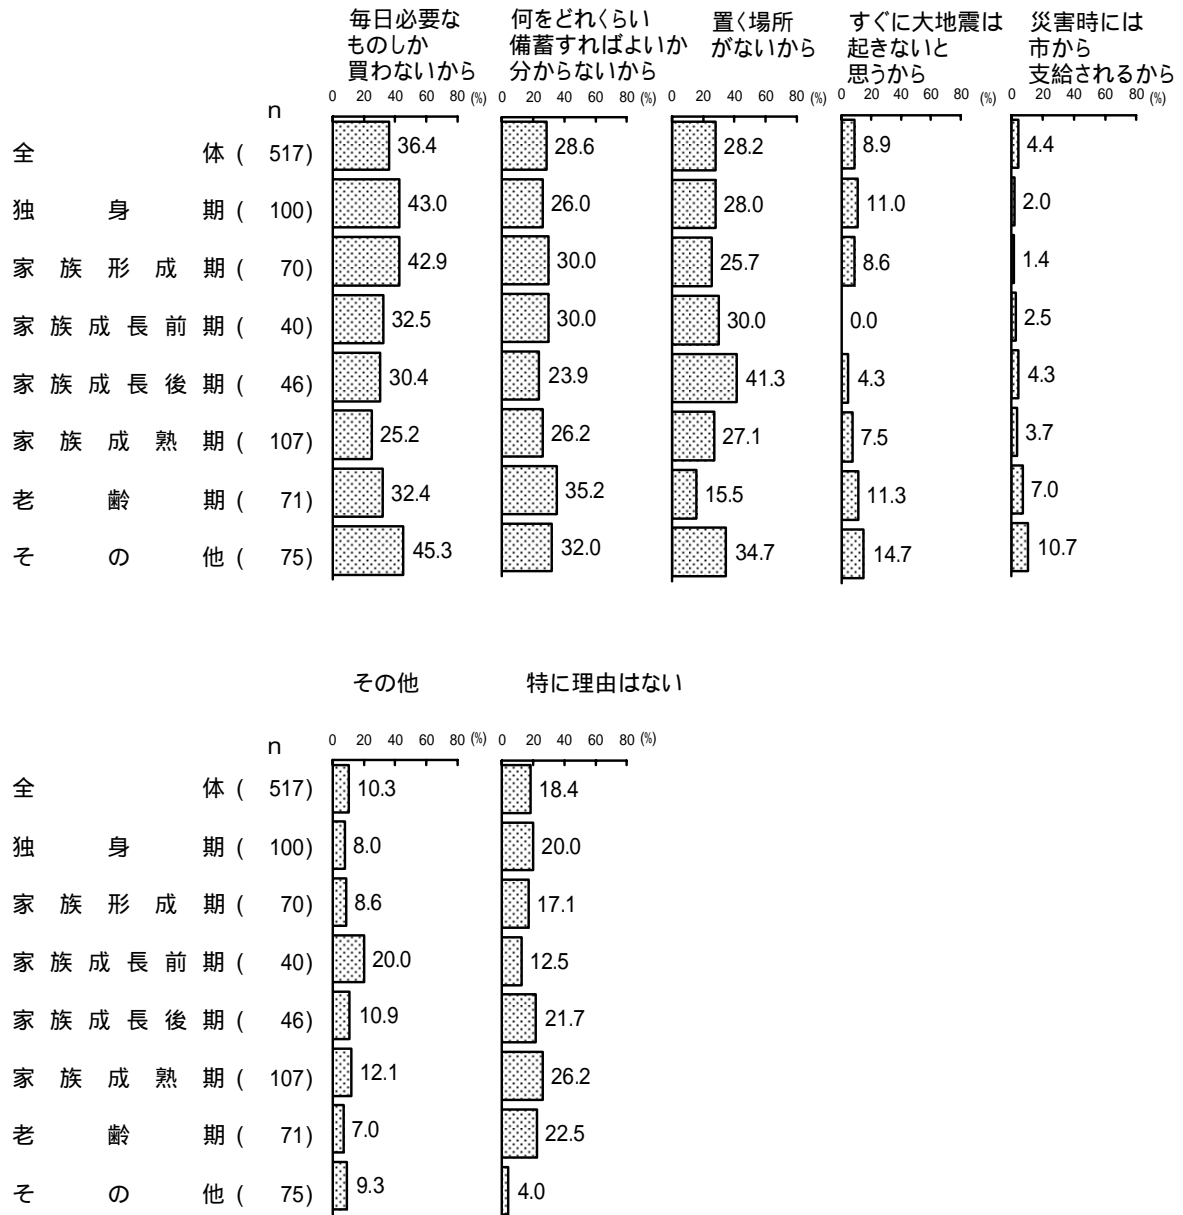 毎日必要な
ものしか
買わないから
何をどれくらい
備蓄すればよいか
分からないから
置く場所
がないから
すぐに大地震は
起きないと
思うから
災害時には
市から
支給されるから
n
0 20 40 60 80 (%) 0 20 40 60 80 (%) 0 20 40 60 80 (%) 0 20 40 60 80 (%) 0 20 40 60 80 (%)
全体 ( 517) 36.4 28.6 28.2 8.9 4.4
独身期 ( 100) 43.0 26.0 28.0 11.0 2.0
家族形成期 ( 70) 42.9 30.0 25.7 8.6 1.4
家族成長前期 ( 40) 32.5 30.0 30.0 0.0 2.5
家族成長後期 ( 46) 30.4 23.9 41.3 4.3 4.3
家族成熟期 ( 107) 25.2 26.2 27.1 7.5 3.7
老齢期 ( 71) 32.4 35.2 15.5 11.3 7.0
その他 ( 75) 45.3 32.0 34.7 14.7 10.7
その他 特に理由はない
n
0 20 40 60 80 (%) 0 20 40 60 80 (%)
全体 ( 517) 10.3 18.4
独身期 ( 100) 8.0 20.0
家族形成期 ( 70) 8.6 17.1
家族成長前期 ( 40) 20.0 12.5
家族成長後期 ( 46) 10.9 21.7
家族成熟期 ( 107) 12.1 26.2
老齢期 ( 71) 7.0 22.5
その他 ( 75) 9.3 4.0